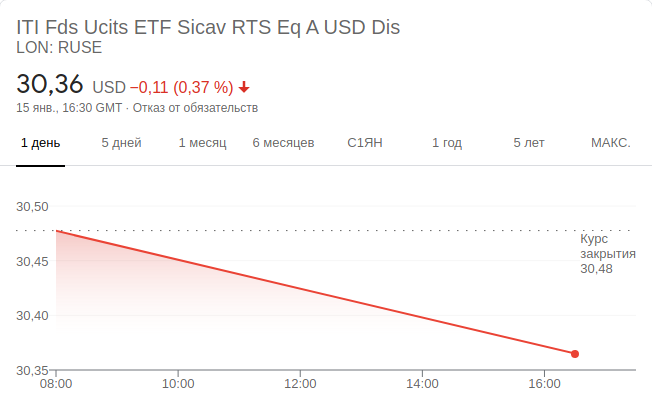 ITI Fds Ucits ETF Sicav RTS Eq A USD Dis
LON: RUSE
30,36 USD −0,11 (0,37 %)
15 янв., 16:30 GMT · Отказ от обязательств
1 день 5 дней 1 месяц 6 месяцев С1ЯН 1 год 5 лет МАКС.
30,50
Курс
закрытия
30,48
30,45
30,40
30,35
08:00 10:00 12:00 14:00 16:00